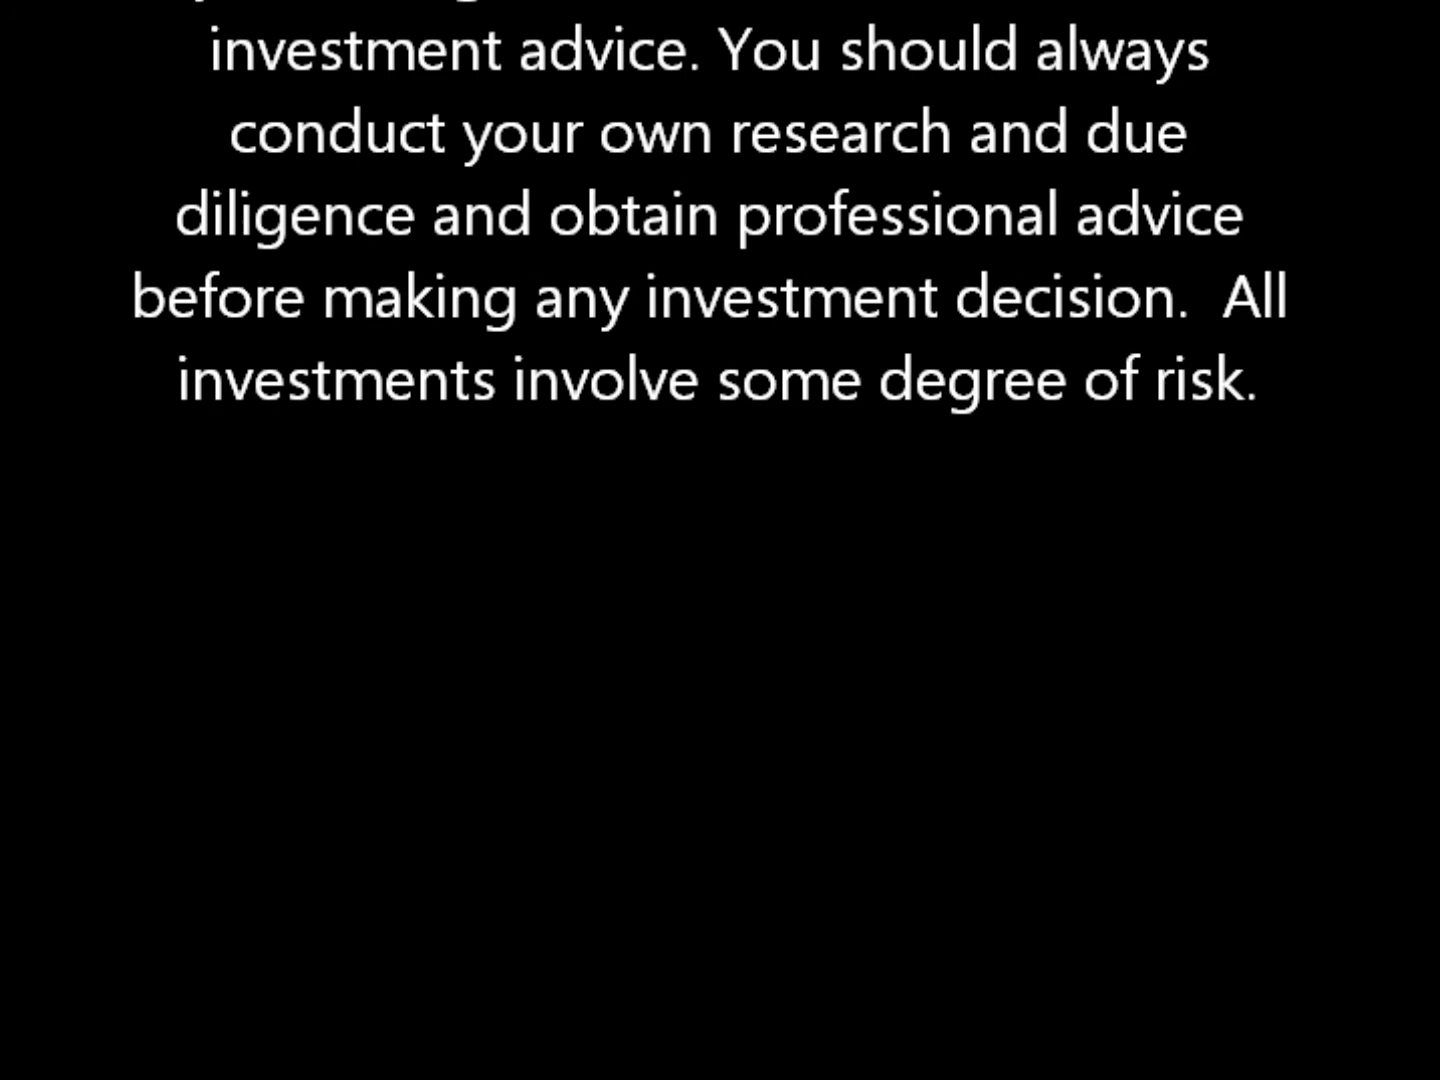 investment advice. You should always
conduct your own research and due
diligence and obtain professional advice
before making any investment decision.  All
investments involve some degree of risk.